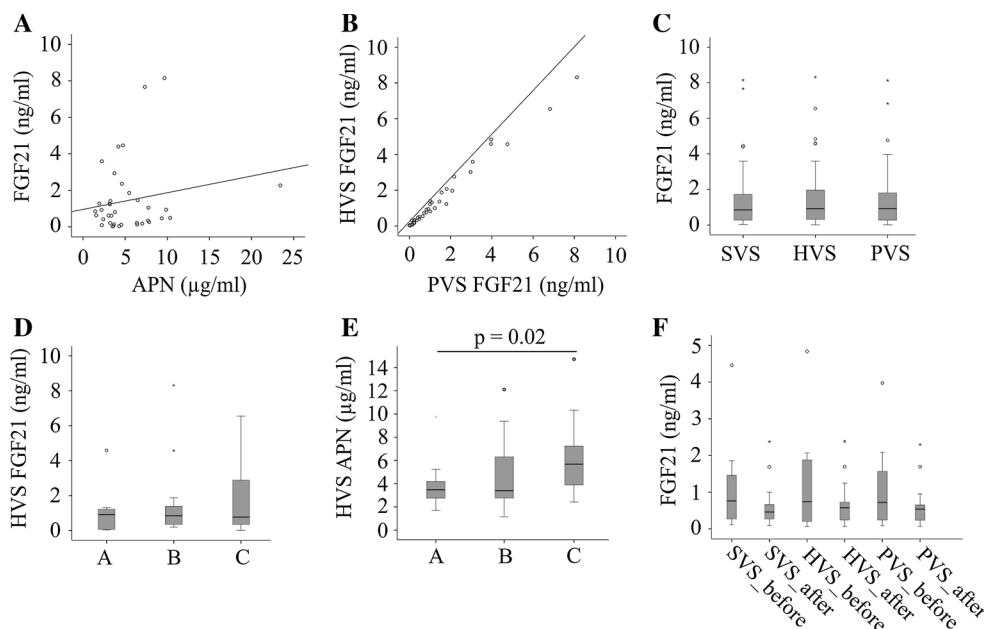 A
FGF21 (ng/ml)
10
8
6
4
2
0
0 5 10 15 20 25
APN (µg/ml)
B
HVS FGF21 (ng/ml)
10
8
6
4
2
0
0 2 4 6 8 10
PVS FGF21 (ng/ml)
C
FGF21 (ng/ml)
10
8
6
4
2
0
SVS HVS PVS
D
HVS FGF21 (ng/ml)
10
8
6
4
2
0
A B C
E
p = 0.02
HVS APN (µg/ml)
14
12
10
8
6
4
2
0
A B C
F
FGF21 (ng/ml)
5
4
3
2
1
0
SVS_before
SVS_after
HVS_before
HVS_after
PVS_before
PVS_after